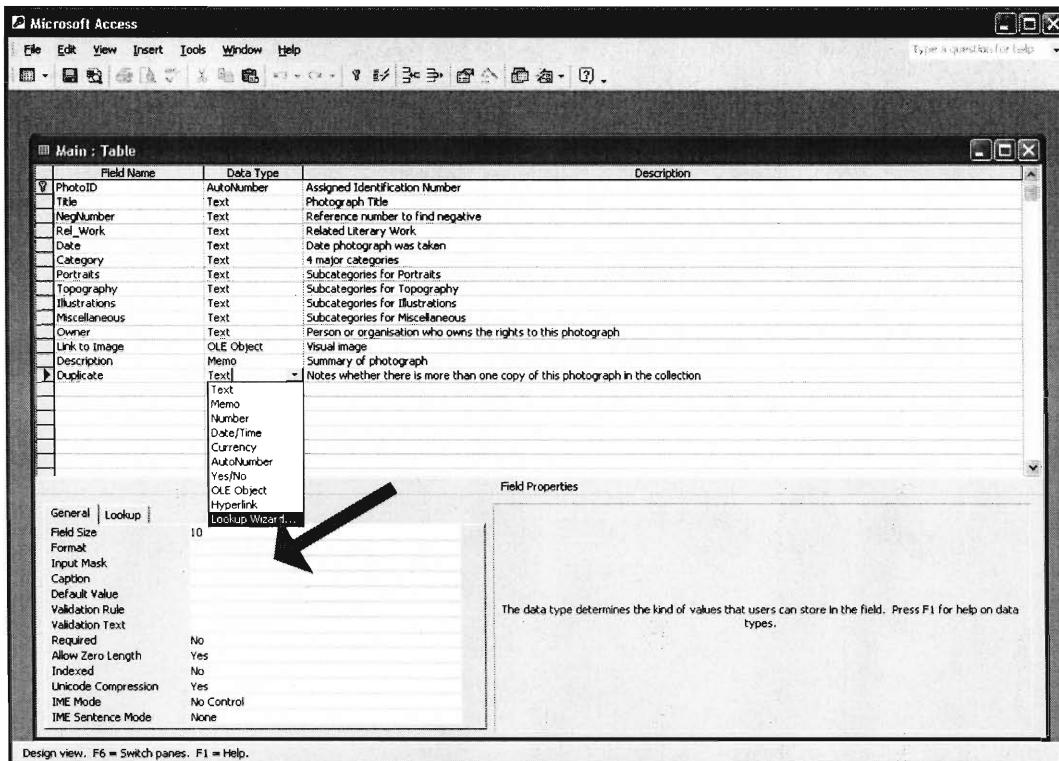 Microsoft Access
File Edit View Insert Tools Window Help
Type a question for help
Main : Table
Field Name Data Type Description
PhotoID AutoNumber Assigned Identification Number
Title Text Photograph Title
NegNumber Text Reference number to find negative
Rel_Work Text Related Literary Work
Date Text Date photograph was taken
Category Text 4 major categories
Portraits Text Subcategories for Portraits
Topography Text Subcategories for Topography
Illustrations Text Subcategories for Illustrations
Miscellaneous Text Subcategories for Miscellaneous
Owner Text Person or organisation who owns the rights to this photograph
Link to Image OLE Object Visual image
Description Memo Summary of photograph
Duplicate Text Notes whether there is more than one copy of this photograph in the collection
Text
Memo
Number
Date/Time
Currency
AutoNumber
Yes/No
OLE Object
Hyperlink
Lookup Wizard...
Field Properties
General Lookup
Field Size 10
Format
Input Mask
Caption
Default Value
Validation Rule
Validation Text
Required No
Allow Zero Length Yes
Indexed No
Unicode Compression Yes
IME Mode No Control
IME Sentence Mode None
The data type determines the kind of values that users can store in the field. Press F1 for help on data
types.
Design view. F6 = Switch panes. F1 = Help.